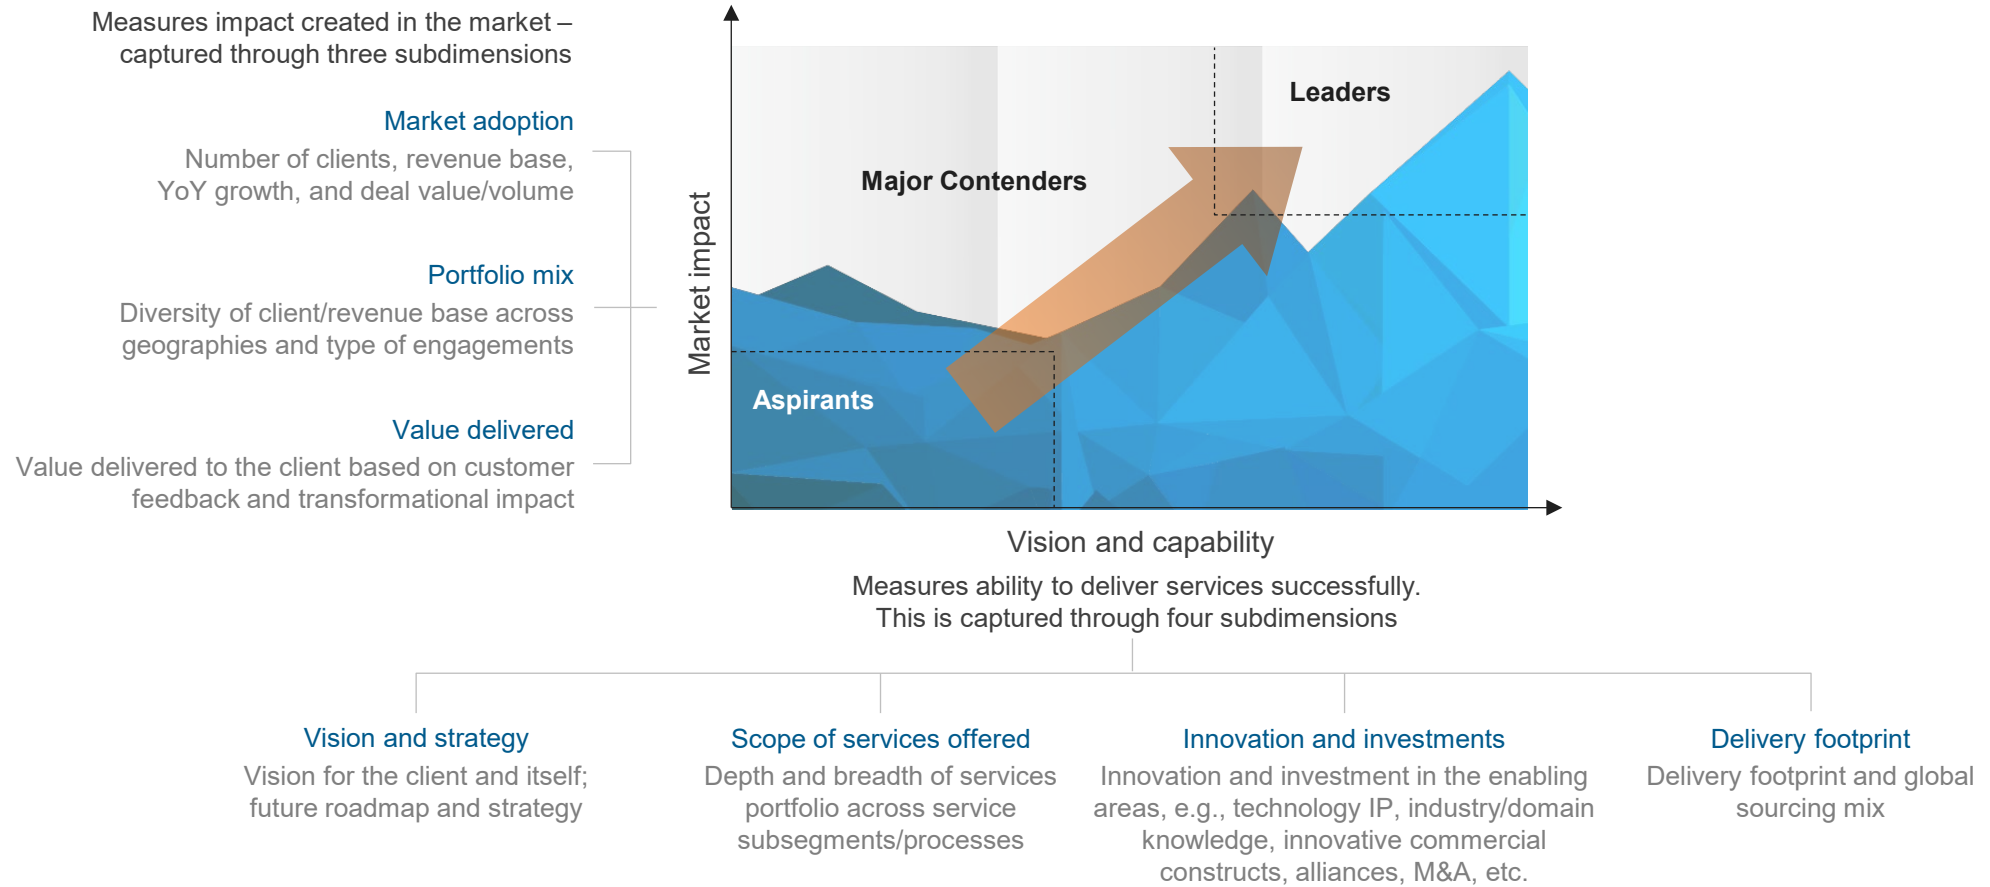 Measures impact created in the market –
captured through three subdimensions
Market adoption
Number of clients, revenue base,
YoY growth, and deal value/volume
Portfolio mix
Diversity of client/revenue base across
geographies and type of engagements
Value delivered
Value delivered to the client based on customer
feedback and transformational impact
Market impact
Leaders
Major Contenders
Aspirants
Vision and capability
Measures ability to deliver services successfully.
This is captured through four subdimensions
Vision and strategy
Vision for the client and itself;
future roadmap and strategy
Scope of services offered
Depth and breadth of services
portfolio across service
subsegments/processes
Innovation and investments
Innovation and investment in the enabling
areas, e.g., technology IP, industry/domain
knowledge, innovative commercial
constructs, alliances, M&A, etc.
Delivery footprint
Delivery footprint and global
sourcing mix